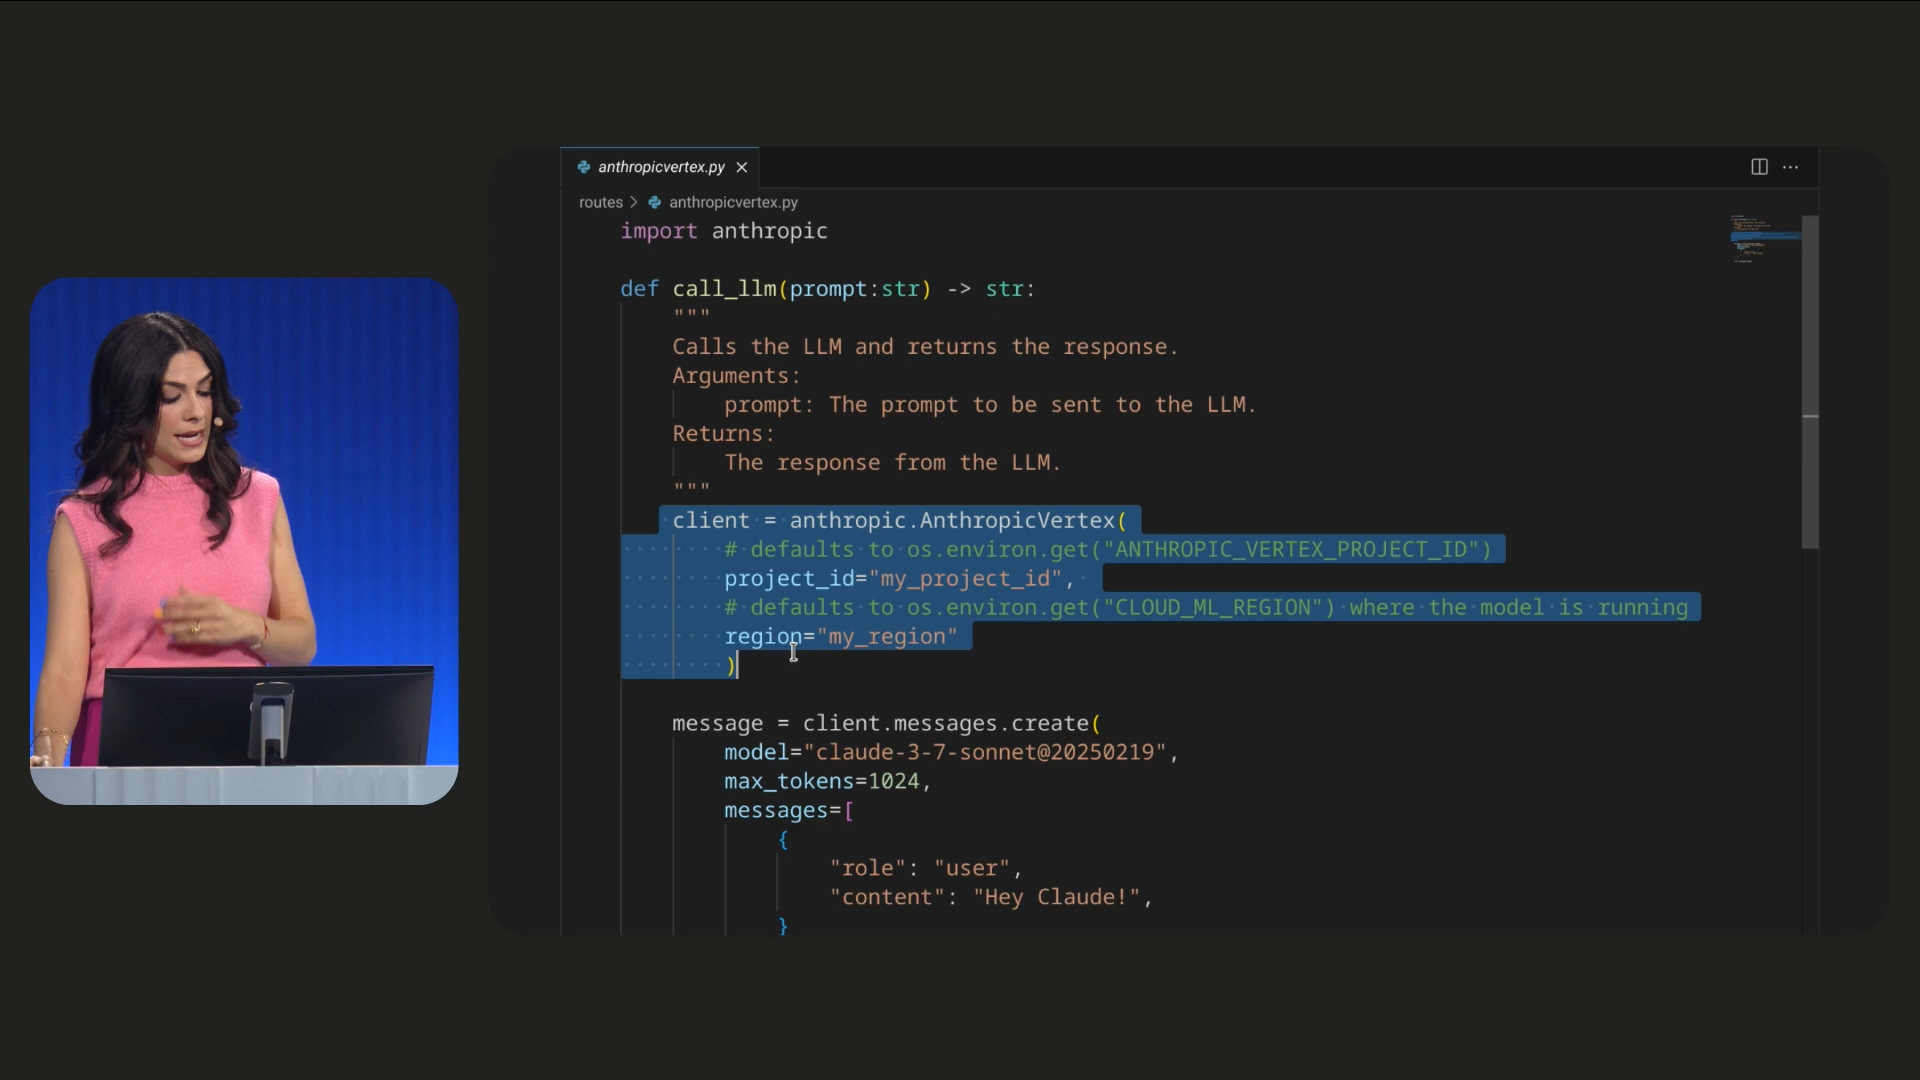 anthropicvertex.py
routes > anthropicvertex.py
import anthropic
def call_llm(prompt:str) -> str:
"""
Calls the LLM and returns the response.
Arguments:
prompt: The prompt to be sent to the LLM.
Returns:
The response from the LLM.
"""
client = anthropic.AnthropicVertex(
# defaults to os.environ.get("ANTHROPIC_VERTEX_PROJECT_ID")
project_id="my_project_id",
# defaults to os.environ.get("CLOUD_ML_REGION") where the model is running
region="my_region"
)
message = client.messages.create(
model="claude-3-7-sonnet@20250219",
max_tokens=1024,
messages=[
{
"role": "user",
"content": "Hey Claude!",
}